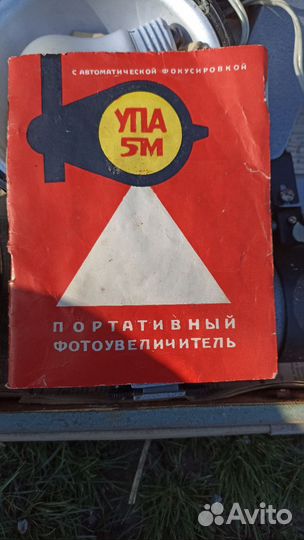 С АВТОМАТИЧЕСКОЙ ФОКУСИРОВКОЙ
УПА
5М
ПОРТАТИВНЫЙ
ФОТОУВЕЛИЧИТЕЛЬ
Avito